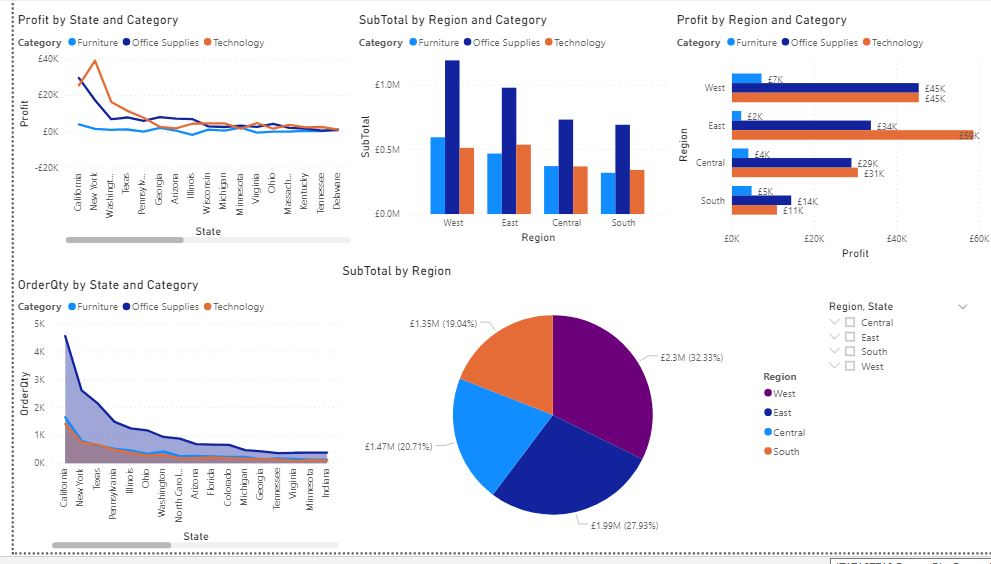 Profit by State and Category
Category Furniture Office Supplies Technology
£40K
£20K
£0K
-£20K
Profit
California
New York
Washingt...
Texas
Pennsylv...
Georgia
Arizona
Illinois
Wisconsin
Michigan
Minnesota
Virginia
Ohio
Massach...
Kentucky
Tennessee
Delaware
State
SubTotal by Region and Category
Category Furniture Office Supplies Technology
£1.0M
£0.5M
£0.0M
SubTotal
West East Central South
Region
Profit by Region and Category
Category Furniture Office Supplies Technology
Region
West
£7K
£45K
£45K
East
£2K
£34K
£59K
Central
£4K
£29K
£31K
South
£5K
£14K
£11K
£0K £20K £40K £60K
Profit
OrderQty by State and Category
Category Furniture Office Supplies Technology
5K
4K
3K
2K
1K
0K
OrderQty
California
New York
Texas
Pennsylvania
Illinois
Ohio
Washington
North Carol...
Arizona
Florida
Colorado
Michigan
Georgia
Tennessee
Virginia
Minnesota
Indiana
State
SubTotal by Region
£1.35M (19.04%)
£2.3M (32.33%)
£1.47M (20.71%)
£1.99M (27.93%)
Region
West
East
Central
South
Region, State
Central
East
South
West